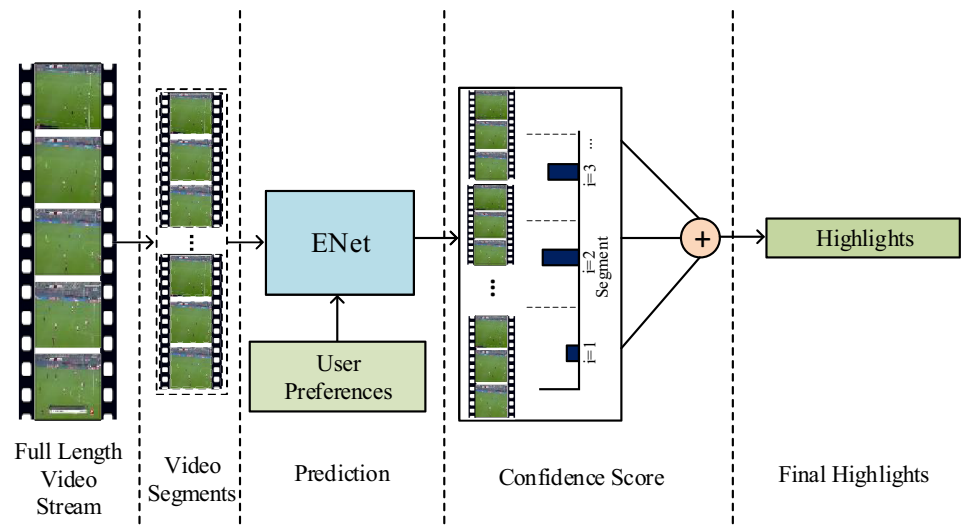 ENet
User
Preferences
...
i=3
i=2
Segment
i=1
+
Highlights
Full Length
Video
Stream
Video
Segments
Prediction
Confidence Score
Final Highlights